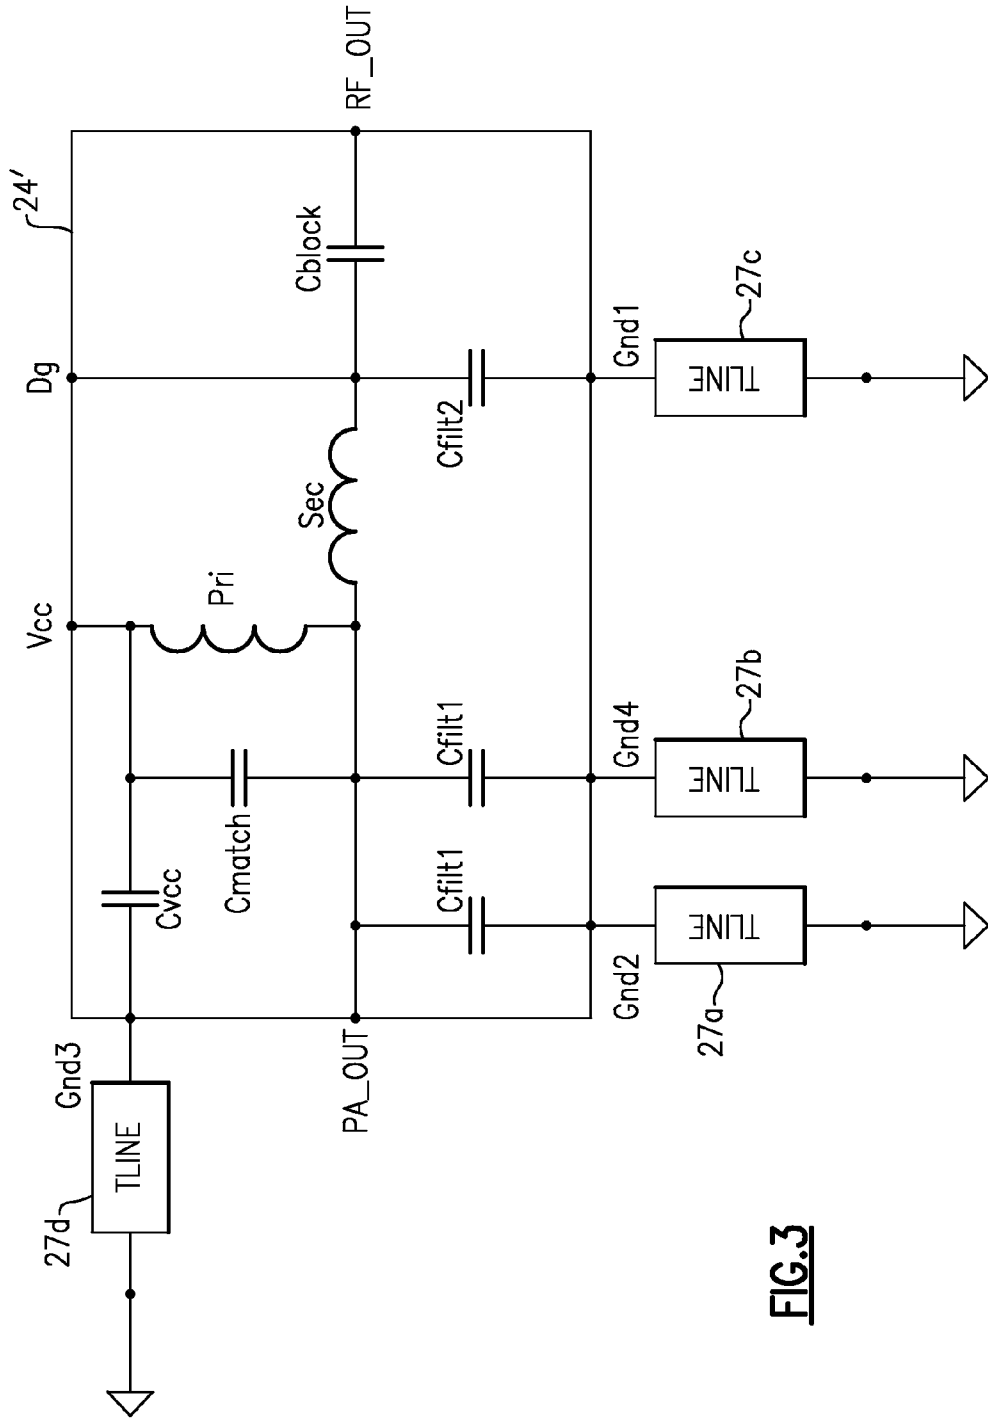 24'
RF_OUT
Dg
Cblock
Vcc
Sec
Cfilt2
Gnd1
TLINE
27c
Pri
Cvcc
Cmatch
Cfilt1
Cfilt1
Gnd4
TLINE
27b
Gnd2
TLINE
27a
PA_OUT
Gnd3
TLINE
27d
FIG.3